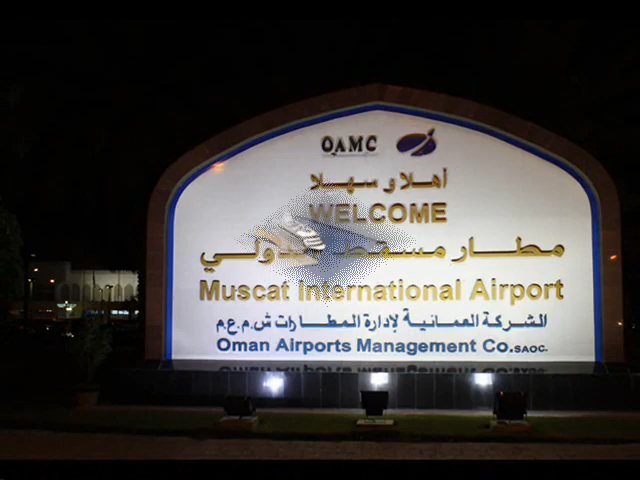 OAMC
أهلا و سهلا
WELCOME
مطار مسقط الدولي
Muscat International Airport
الشركة العمانية لإدارة المطارات ش.م.ع.م
Oman Airports Management Co.SAOC.